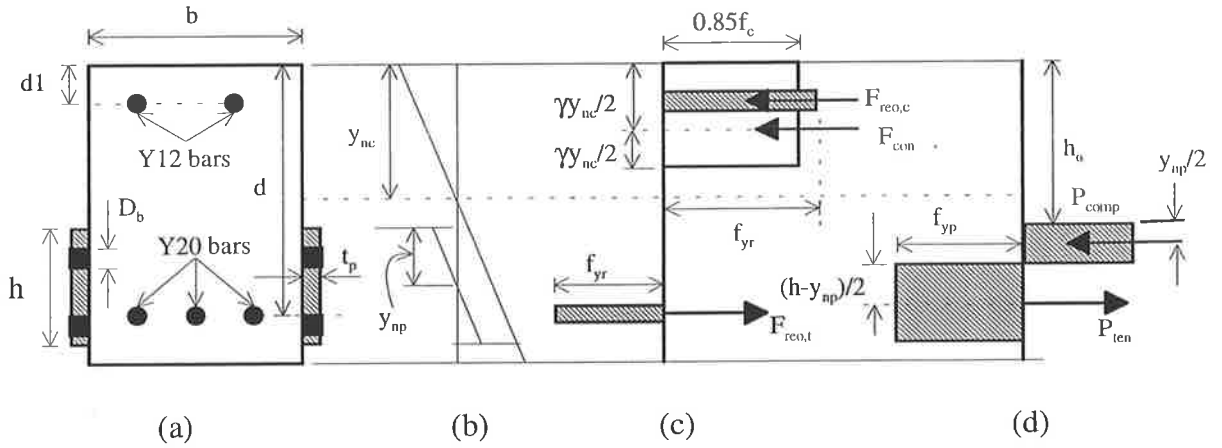 b
0.85f_c
d1
Y12 bars
y_nc
γy_nc/2
γy_nc/2
F_reo,c
F_con
h_o
y_np/2
d
D_b
Y20 bars
h
t_p
y_np
f_yr
f_yr
F_reo,t
f_yp
P_comp
(h-y_np)/2
P_ten
(a)
(b)
(c)
(d)